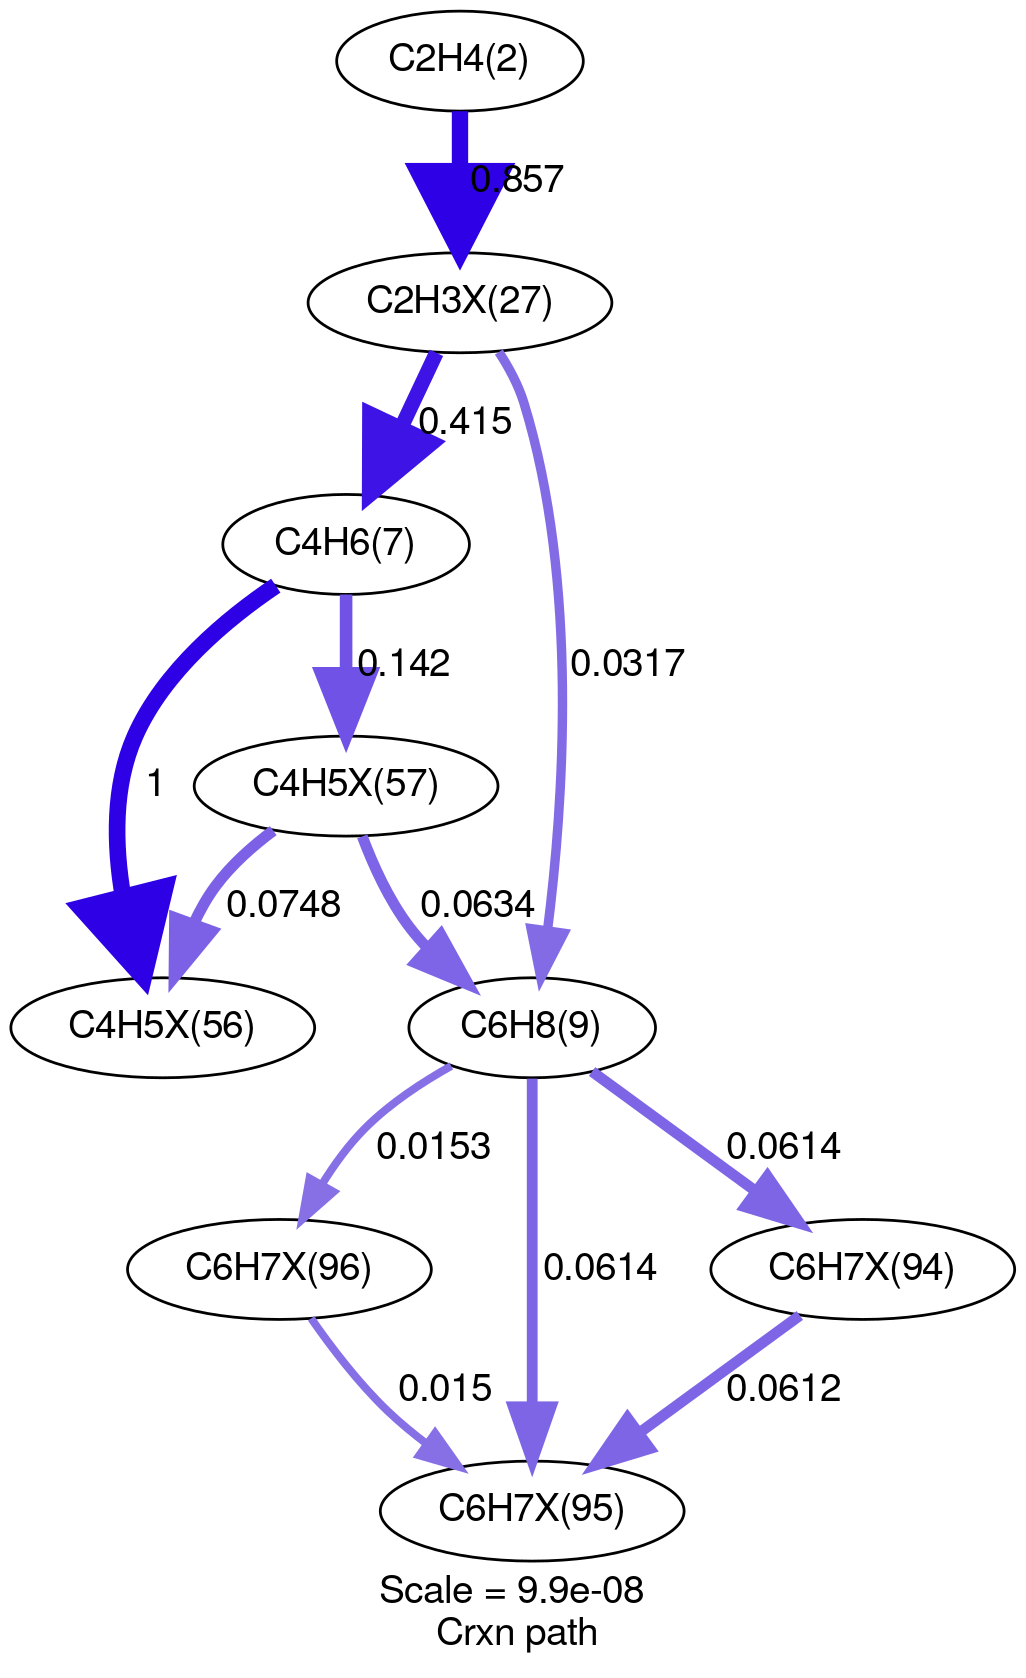 C2H4(2)
0.857
C2H3X(27)
0.415
C4H6(7)
0.142
0.0317
C4H5X(57)
1
0.0748
0.0634
C4H5X(56)
C6H8(9)
0.0153
0.0614
C6H7X(96)
0.0614
C6H7X(94)
0.015
0.0612
C6H7X(95)
Scale = 9.9e-08
Crxn path